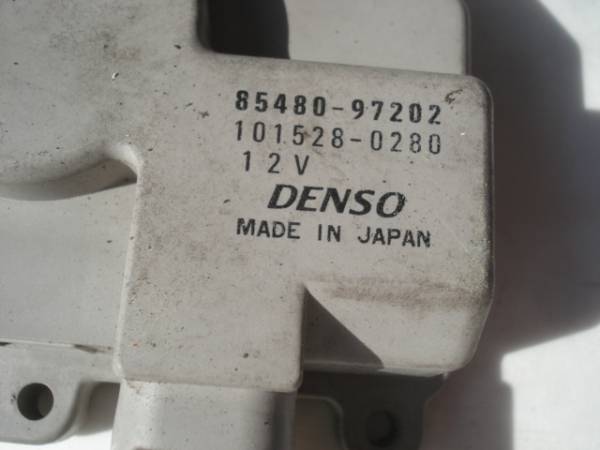 85480-97202
101528-0280
12V
DENSO
MADE IN JAPAN